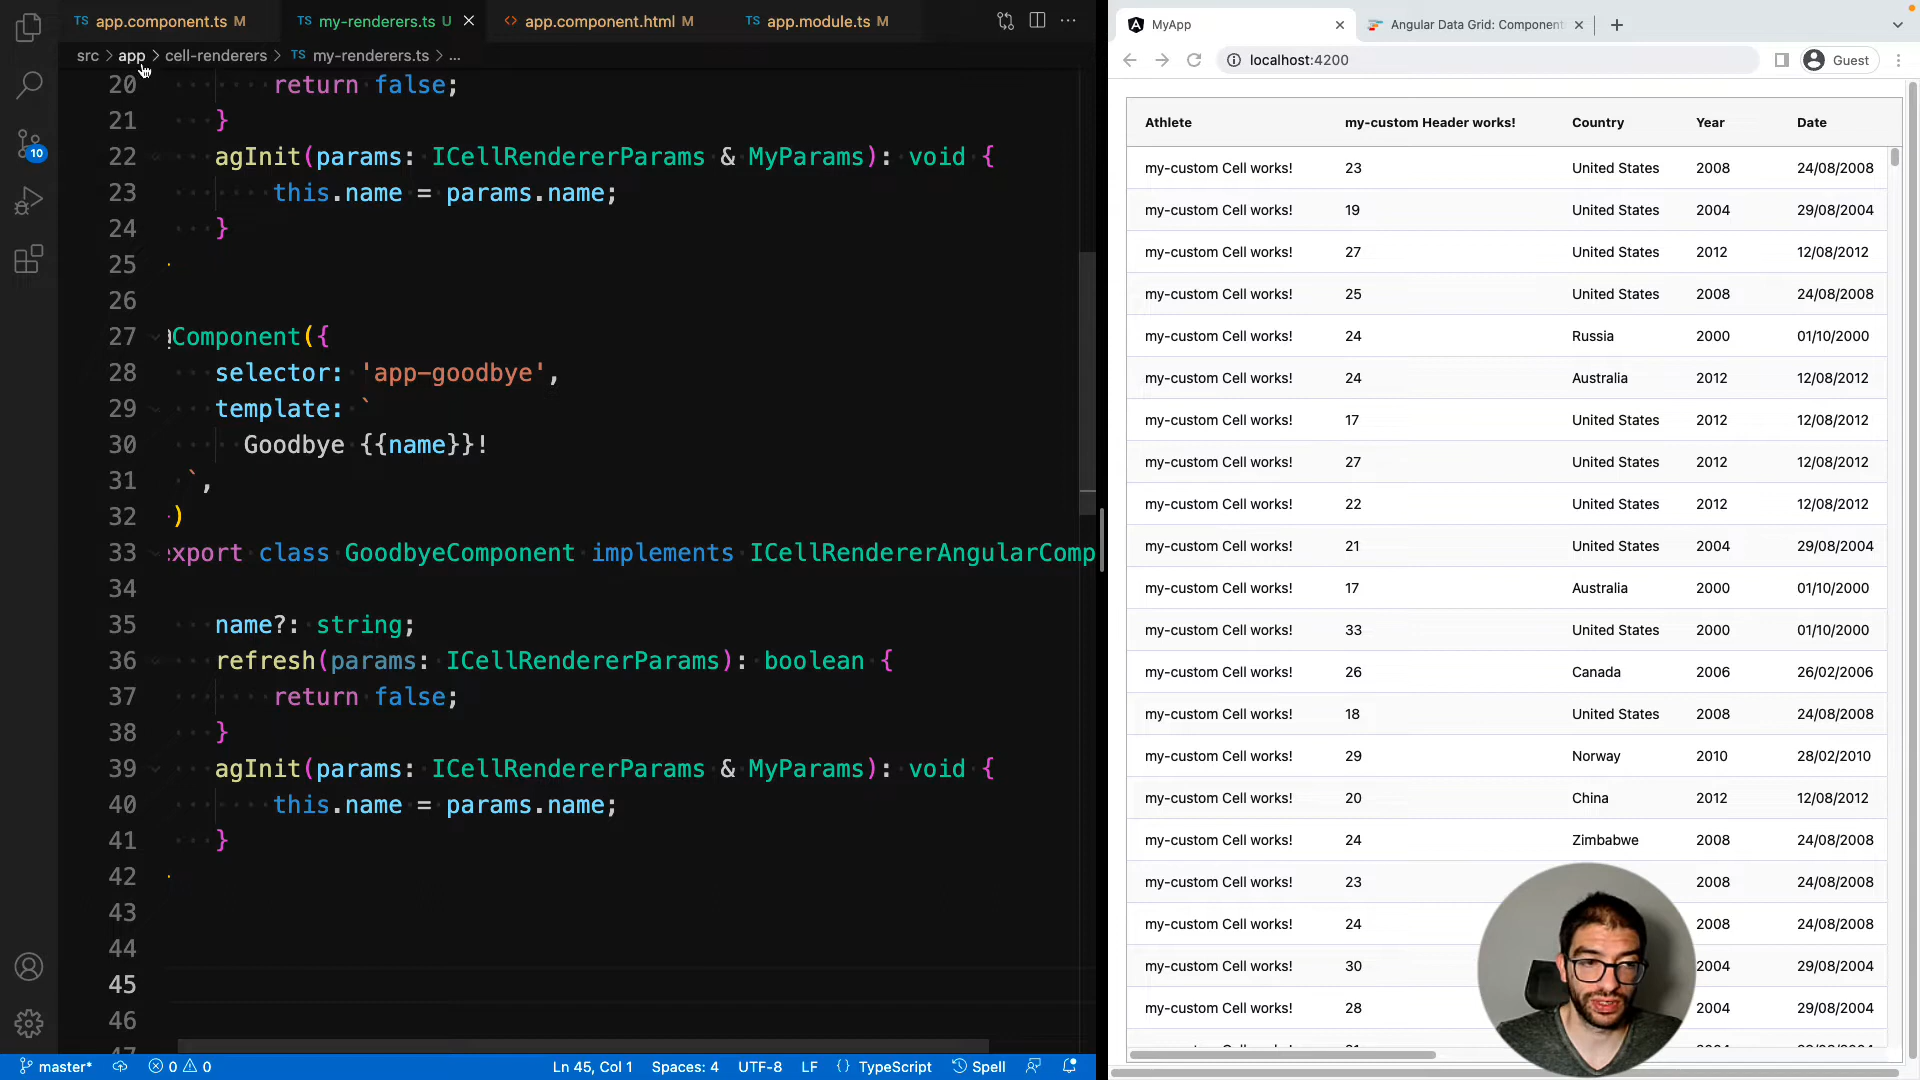 TS app.component.ts M
TS my-renderers.ts U
<> app.component.html M
TS app.module.ts M
src > app > cell-renderers > TS my-renderers.ts > ...
20 return false;
21 }
22 agInit(params: ICellRendererParams & MyParams): void {
23 this.name = params.name;
24 }
25
26
27 Component({
28 selector: 'app-goodbye',
29 template: `
30 Goodbye {{name}}!
31 `,
32 )
33 export class GoodbyeComponent implements ICellRendererAngularComp
34
35 name?: string;
36 refresh(params: ICellRendererParams): boolean {
37 return false;
38 }
39 agInit(params: ICellRendererParams & MyParams): void {
40 this.name = params.name;
41 }
42
43
44
45
46
10
master* 0 0 Ln 45, Col 1 Spaces: 4 UTF-8 LF {} TypeScript Spell
MyApp
Angular Data Grid: Component
localhost:4200
Guest
Athlete my-custom Header works! Country Year Date
my-custom Cell works! 23 United States 2008 24/08/2008
my-custom Cell works! 19 United States 2004 29/08/2004
my-custom Cell works! 27 United States 2012 12/08/2012
my-custom Cell works! 25 United States 2008 24/08/2008
my-custom Cell works! 24 Russia 2000 01/10/2000
my-custom Cell works! 24 Australia 2012 12/08/2012
my-custom Cell works! 17 United States 2012 12/08/2012
my-custom Cell works! 27 United States 2012 12/08/2012
my-custom Cell works! 22 United States 2012 12/08/2012
my-custom Cell works! 21 United States 2004 29/08/2004
my-custom Cell works! 17 Australia 2000 01/10/2000
my-custom Cell works! 33 United States 2000 01/10/2000
my-custom Cell works! 26 Canada 2006 26/02/2006
my-custom Cell works! 18 United States 2008 24/08/2008
my-custom Cell works! 29 Norway 2010 28/02/2010
my-custom Cell works! 20 China 2012 12/08/2012
my-custom Cell works! 24 Zimbabwe 2008 24/08/2008
my-custom Cell works! 23 2008 24/08/2008
my-custom Cell works! 24 2008 24/08/2008
my-custom Cell works! 30 2004 29/08/2004
my-custom Cell works! 28 2004 29/08/2004